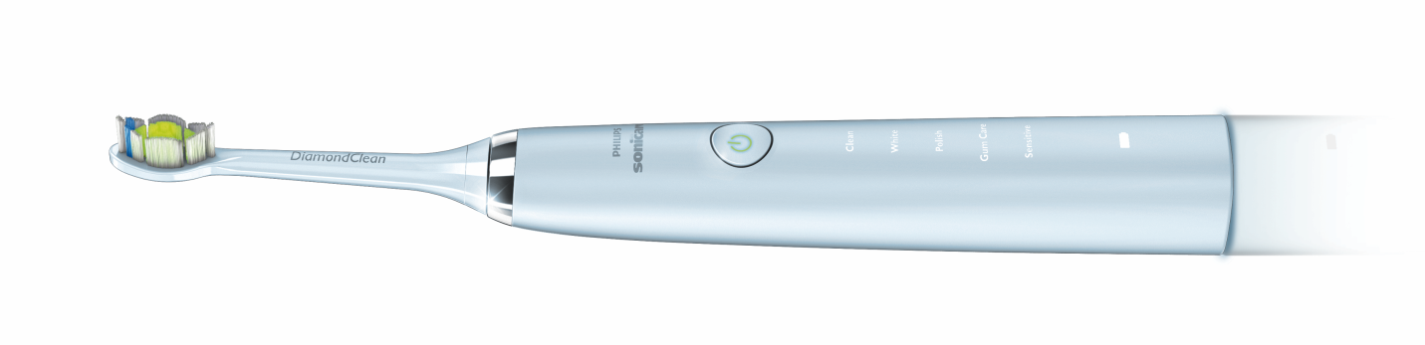 DiamondClean
PHILIPS
sonicare
Clean
White
Polish
Gum Care
Sensitive